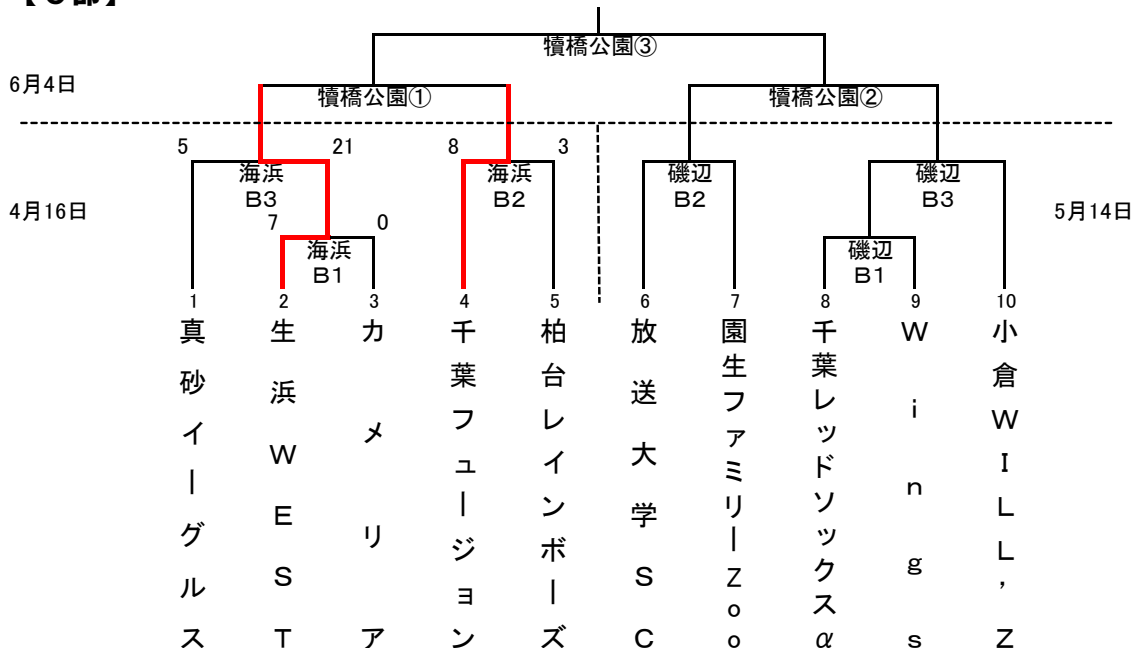 犢橋公園③
6月4日
犢橋公園①
犢橋公園②
5
21
8
3
海浜
B3
海浜
B2
磯辺
B2
磯辺
B3
4月16日
5月14日
7
0
海浜
B1
磯辺
B1
1
2
3
4
5
6
7
8
9
10
真砂イーグルス
生浜WEST
カメリア
千葉フュージョン
柏台レインボーズ
放送大学SC
園生ファミリーZoo
千葉レッドソックスα
Wings
小倉WILL’Z